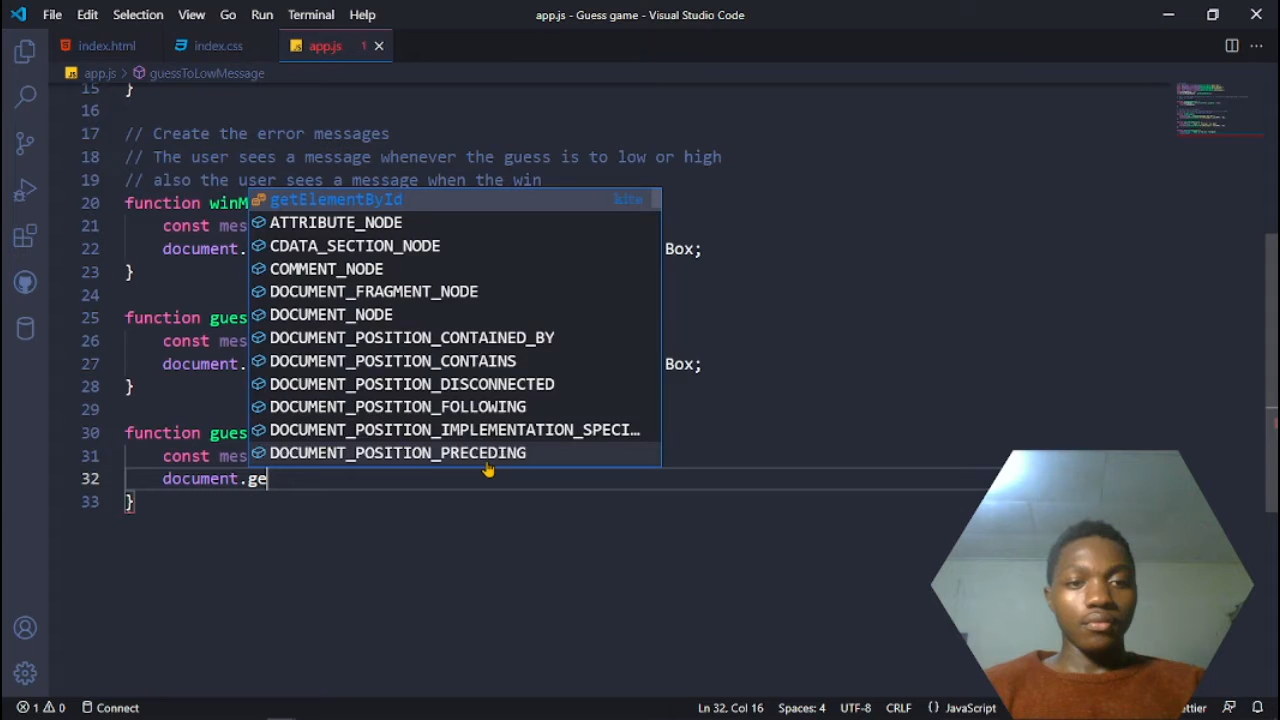 File Edit Selection View Go Run Terminal Help
app.js - Guess game - Visual Studio Code
index.html
index.css
app.js 1
app.js > guessToLowMessage
15 }
16
17 // Create the error messages
18 // The user sees a message whenever the guess is to low or high
19 // also the user sees a message when the win
20 function winM
21 const mes
22 document. Box;
23 }
24
25 function gues
26 const mes
27 document. Box;
28 }
29
30 function gues
31 const mes
32 document.ge
33 }
getElementById kite
ATTRIBUTE_NODE
CDATA_SECTION_NODE
COMMENT_NODE
DOCUMENT_FRAGMENT_NODE
DOCUMENT_NODE
DOCUMENT_POSITION_CONTAINED_BY
DOCUMENT_POSITION_CONTAINS
DOCUMENT_POSITION_DISCONNECTED
DOCUMENT_POSITION_FOLLOWING
DOCUMENT_POSITION_IMPLEMENTATION_SPECI...
DOCUMENT_POSITION_PRECEDING
1 0 Connect
Ln 32, Col 16 Spaces: 4 UTF-8 CRLF {} JavaScript ettier